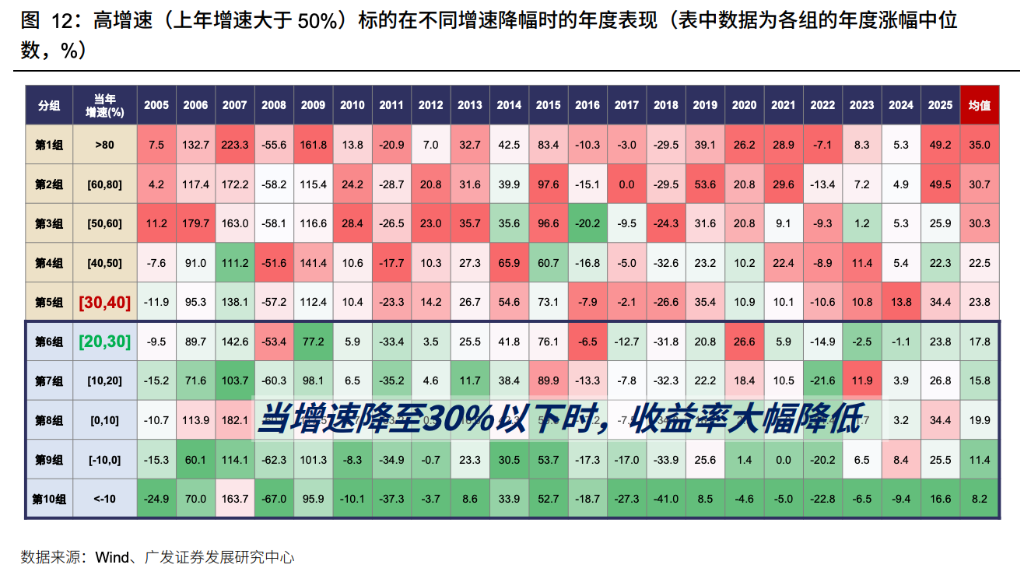 图 12：高增速（上年增速大于 50%）标的在不同增速降幅时的年度表现（表中数据为各组的年度涨幅中位
数，%）
分组 当年增速(%) 2005 2006 2007 2008 2009 2010 2011 2012 2013 2014 2015 2016 2017 2018 2019 2020 2021 2022 2023 2024 2025 均值
第1组 >80 7.5 132.7 223.3 -55.6 161.8 13.8 -20.9 7.0 32.7 42.5 83.4 -10.3 -3.0 -29.5 39.1 26.2 28.9 -7.1 8.3 5.3 49.2 35.0
第2组 [60,80] 4.2 117.4 172.2 -58.2 115.4 24.2 -28.7 20.8 31.6 39.9 97.6 -15.1 0.0 -29.5 53.6 20.8 29.6 -13.4 7.2 4.9 49.5 30.7
第3组 [50,60] 11.2 179.7 163.0 -58.1 116.6 28.4 -26.5 23.0 35.7 35.6 96.6 -20.2 -9.5 -24.3 31.6 20.8 9.1 -9.3 1.2 5.3 25.9 30.3
第4组 [40,50] -7.6 91.0 111.2 -51.6 141.4 10.6 -17.7 10.3 27.3 65.9 60.7 -16.8 -5.0 -32.6 23.2 10.2 22.4 -8.9 11.4 5.4 22.3 22.5
第5组 [30,40] -11.9 95.3 138.1 -57.2 112.4 10.4 -23.3 14.2 26.7 54.6 73.1 -7.9 -2.1 -26.6 35.4 10.9 10.1 -10.6 10.8 13.8 34.4 23.8
第6组 [20,30] -9.5 89.7 142.6 -53.4 77.2 5.9 -33.4 3.5 25.5 41.8 76.1 -6.5 -12.7 -31.8 20.8 26.6 5.9 -14.9 -2.5 -1.1 23.8 17.8
第7组 [10,20] -15.2 71.6 103.7 -60.3 98.1 6.5 -35.2 4.6 11.7 38.4 89.9 -13.3 -7.8 -32.3 22.2 18.4 10.5 -21.6 11.9 3.9 26.8 15.8
第8组 [0,10] -10.7 113.9 182.1 3.2 34.4 19.9
当增速降至30%以下时，收益率大幅降低
第9组 [-10,0] -15.3 60.1 114.1 -62.3 101.3 -8.3 -34.9 -0.7 23.3 30.5 53.7 -17.3 -17.0 -33.9 25.6 1.4 0.0 -20.2 6.5 8.4 25.5 11.4
第10组 <-10 -24.9 70.0 163.7 -67.0 95.9 -10.1 -37.3 -3.7 8.6 33.9 52.7 -18.7 -27.3 -41.0 8.5 -4.6 -5.0 -22.8 -6.5 -9.4 16.6 8.2
数据来源：Wind、广发证券发展研究中心